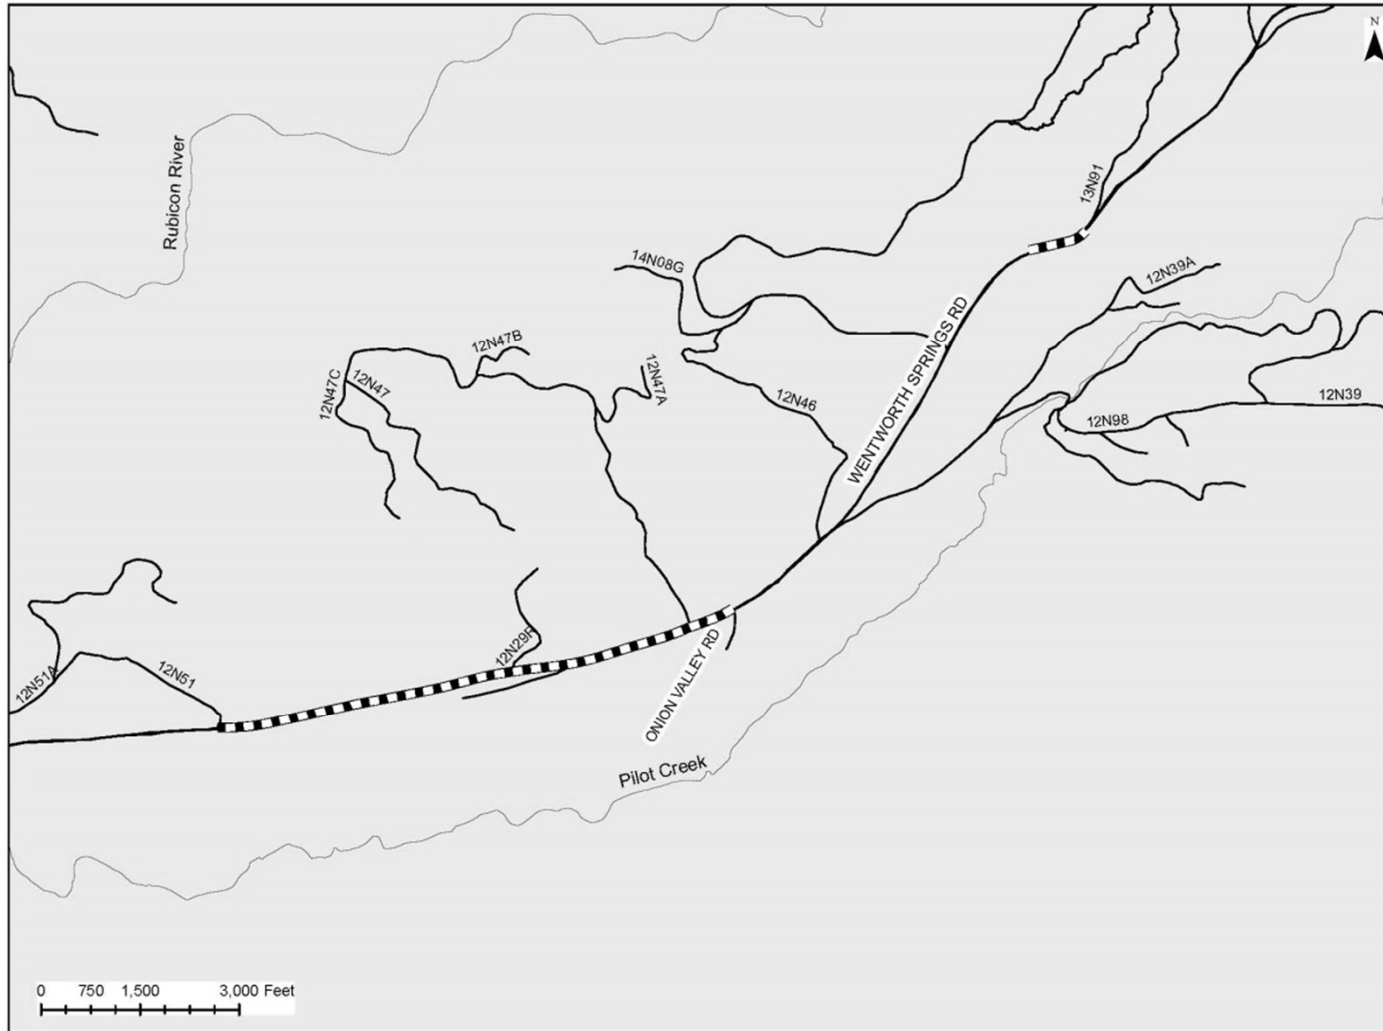 N
Rubicon River
13N91
14N08G
12N39A
WENTWORTH SPRINGS RD
12N47B
12N47C
12N47
12N47A
12N46
12N39
12N98
12N51A
12N51
12N29F
ONION VALLEY RD
Pilot Creek
0 750 1,500 3,000 Feet